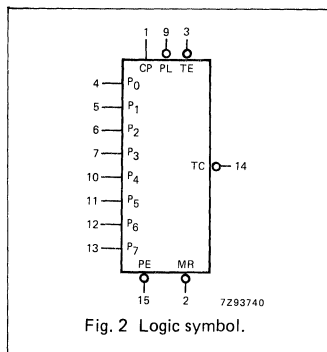 1 9 3
CP PL TE
4 P0
5 P1
6 P2
7 P3
TC 14
10 P4
11 P5
12 P6
13 P7
PE MR
15 2 7Z93740
Fig. 2 Logic symbol.